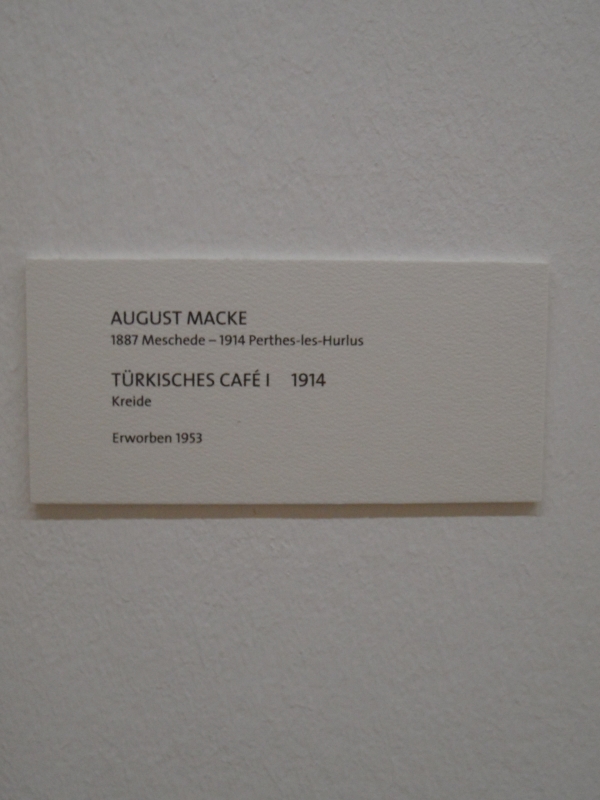 AUGUST MACKE
1887 Meschede – 1914 Perthes-les-Hurlus
TÜRKISCHES CAFÉ I 1914
Kreide
Erworben 1953